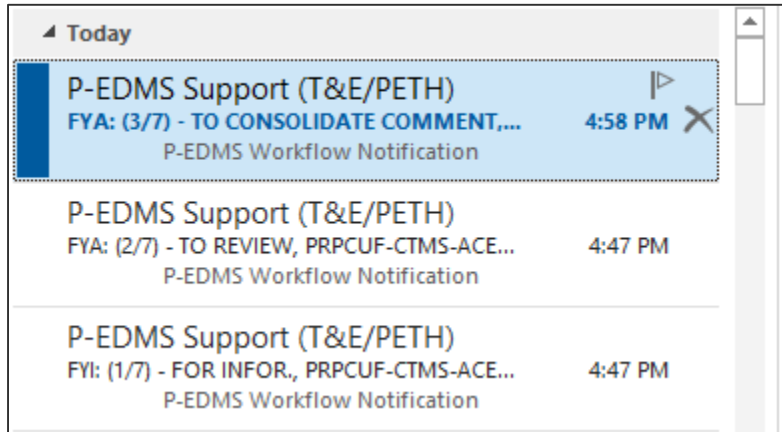 Today
P-EDMS Support (T&E/PETH)
FYA: (3/7) - TO CONSOLIDATE COMMENT,... 4:58 PM
P-EDMS Workflow Notification
P-EDMS Support (T&E/PETH)
FYA: (2/7) - TO REVIEW, PRPCUF-CTMS-ACE... 4:47 PM
P-EDMS Workflow Notification
P-EDMS Support (T&E/PETH)
FYI: (1/7) - FOR INFOR., PRPCUF-CTMS-ACE... 4:47 PM
P-EDMS Workflow Notification